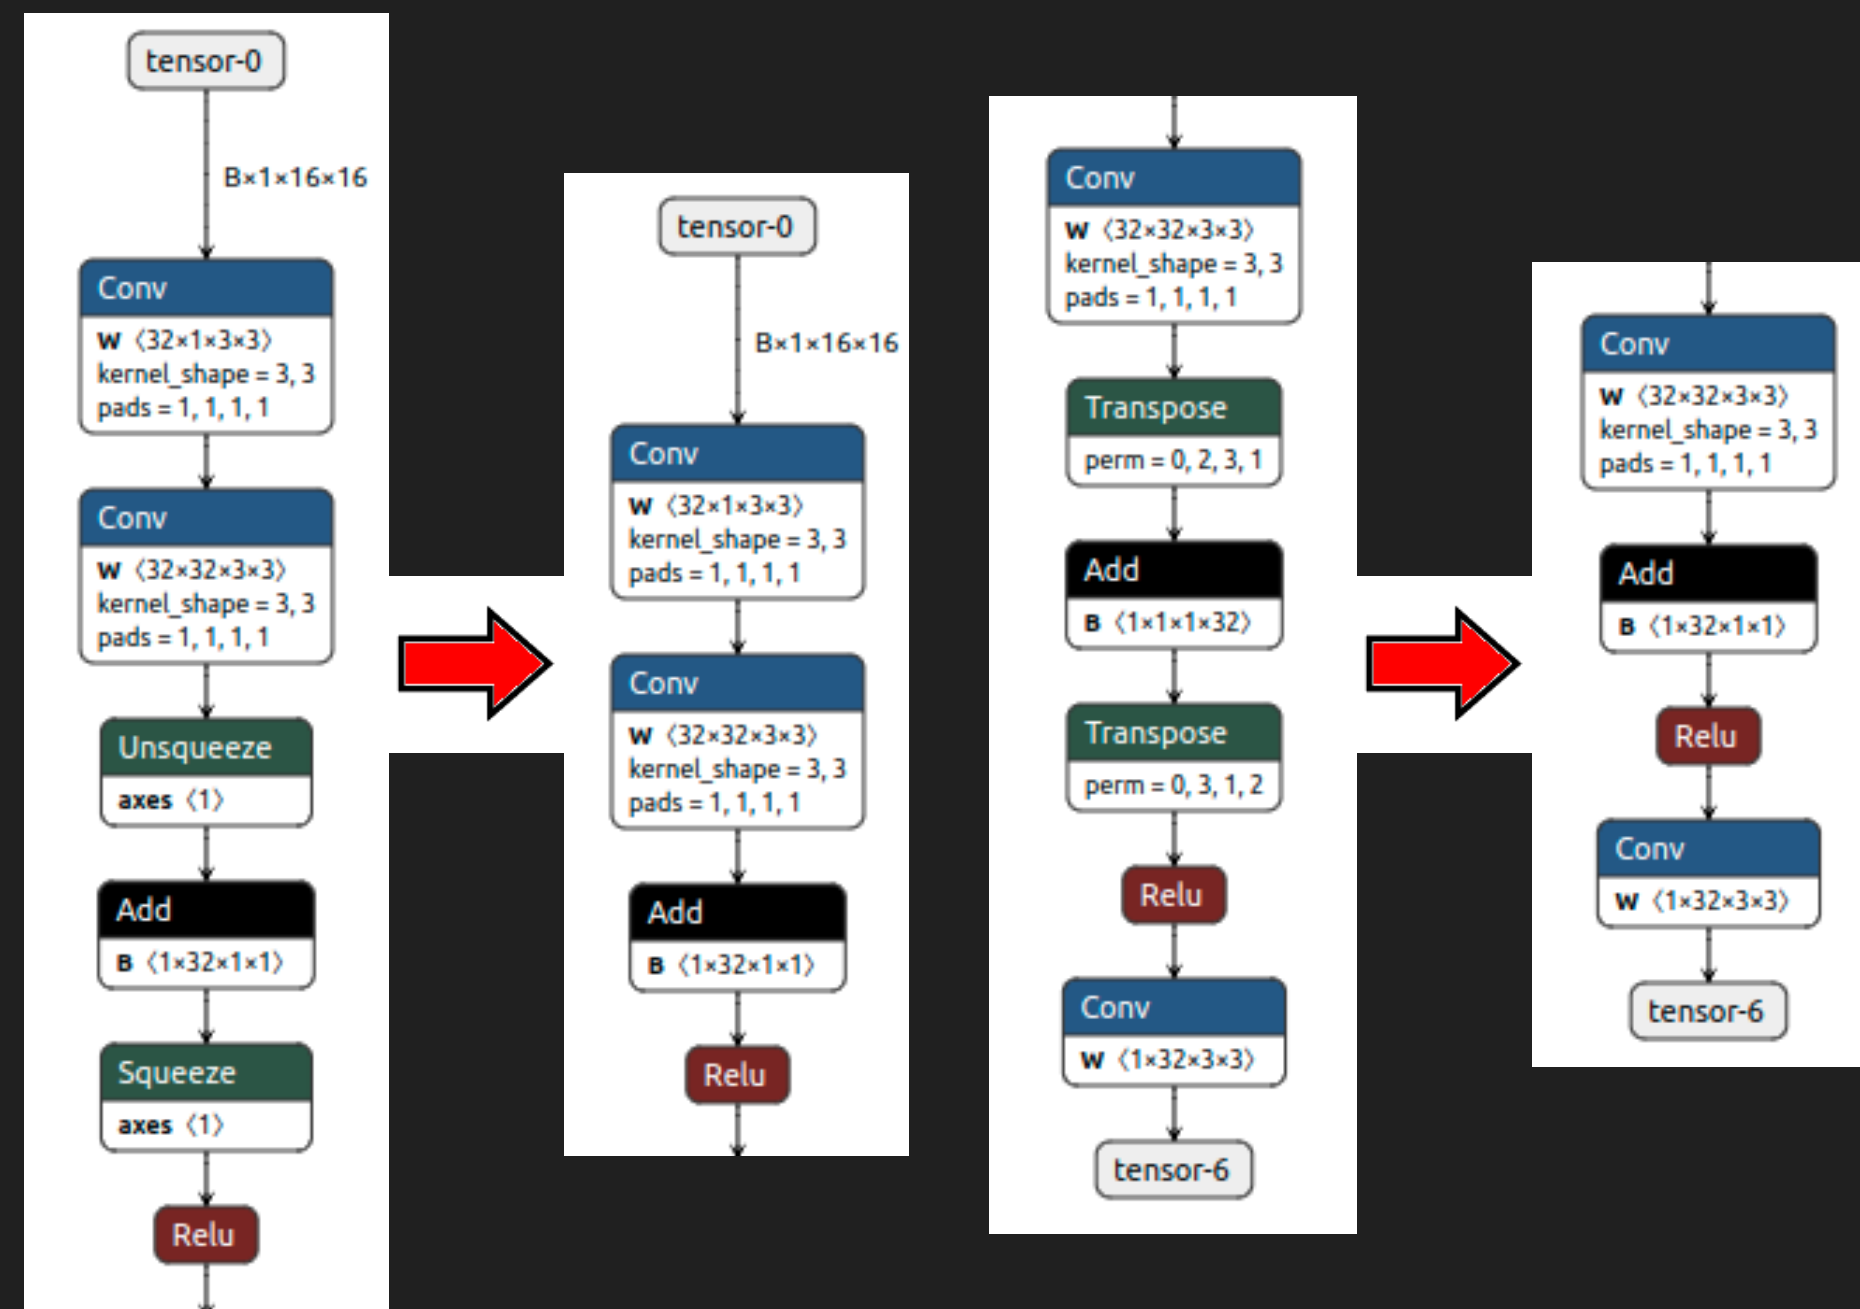 tensor-0
B×1×16×16
Conv
W ⟨32×1×3×3⟩
kernel_shape = 3, 3
pads = 1, 1, 1, 1
Conv
W ⟨32×32×3×3⟩
kernel_shape = 3, 3
pads = 1, 1, 1, 1
Unsqueeze
axes ⟨1⟩
Add
B ⟨1×32×1×1⟩
Squeeze
axes ⟨1⟩
Relu
tensor-0
B×1×16×16
Conv
W ⟨32×1×3×3⟩
kernel_shape = 3, 3
pads = 1, 1, 1, 1
Conv
W ⟨32×32×3×3⟩
kernel_shape = 3, 3
pads = 1, 1, 1, 1
Add
B ⟨1×32×1×1⟩
Relu
Conv
W ⟨32×32×3×3⟩
kernel_shape = 3, 3
pads = 1, 1, 1, 1
Transpose
perm = 0, 2, 3, 1
Add
B ⟨1×1×1×32⟩
Transpose
perm = 0, 3, 1, 2
Relu
Conv
W ⟨1×32×3×3⟩
tensor-6
Conv
W ⟨32×32×3×3⟩
kernel_shape = 3, 3
pads = 1, 1, 1, 1
Add
B ⟨1×32×1×1⟩
Relu
Conv
W ⟨1×32×3×3⟩
tensor-6